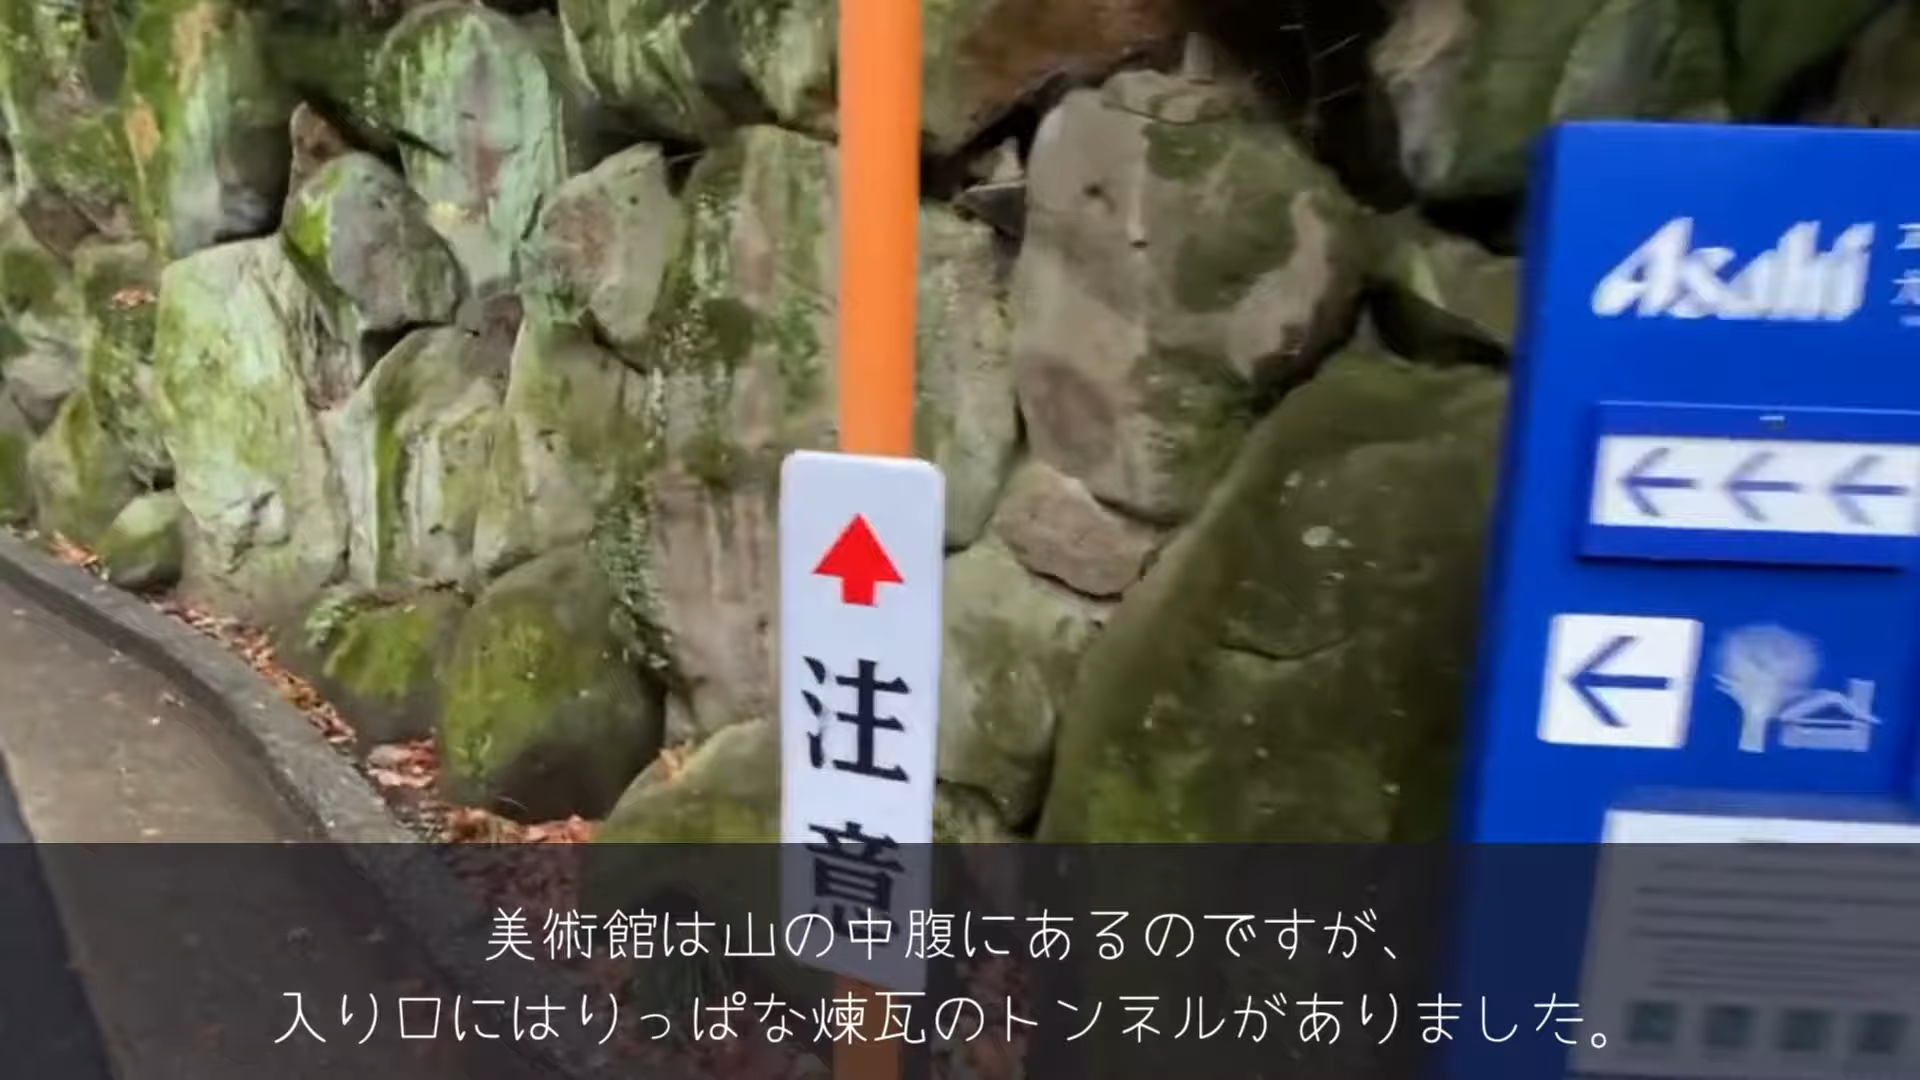 Asahi
注意
美術館は山の中腹にあるのですが、
入り口にはりっぱな煉瓦のトンネルがありました。